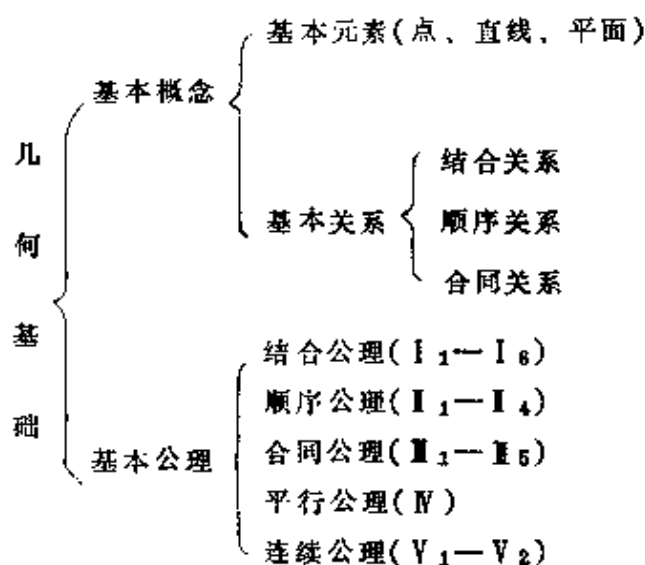 几何基础
基本概念
基本元素(点、直线、平面)
基本关系
结合关系
顺序关系
合同关系
基本公理
结合公理(Ⅰ₁—Ⅰ₆)
顺序公理(Ⅱ₁—Ⅱ₄)
合同公理(Ⅲ₁—Ⅲ₅)
平行公理(Ⅳ)
连续公理(Ⅴ₁—Ⅴ₂)